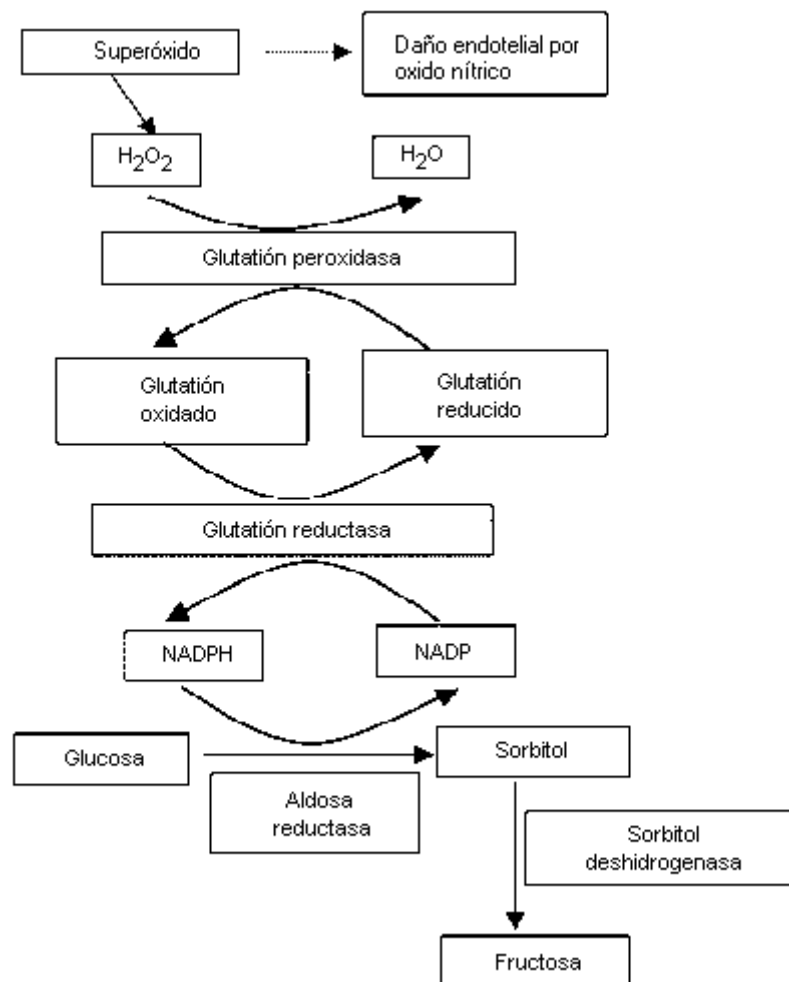 Superóxido
Daño endotelial por
oxido nítrico
H2O2
H2O
Glutatión peroxidasa
Glutatión
oxidado
Glutatión
reducido
Glutatión reductasa
NADPH
NADP
Glucosa
Sorbitol
Aldosa
reductasa
Sorbitol
deshidrogenasa
Fructosa